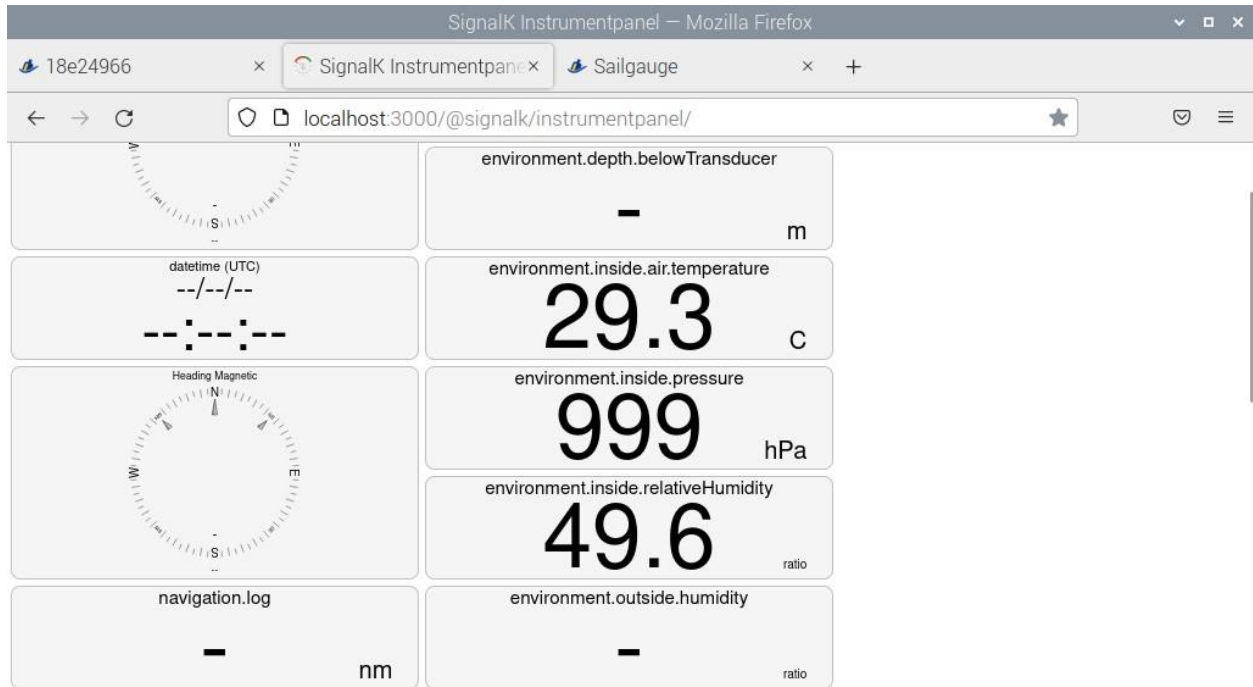 SignalK Instrumentpanel — Mozilla Firefox
18e24966
SignalK Instrumentpane
Sailgauge
localhost:3000/@signalk/instrumentpanel/
W
E
-
S
--
environment.depth.belowTransducer
-
m
datetime (UTC)
--/--/--
--:--:--
environment.inside.air.temperature
29.3
C
Heading Magnetic
N
W
E
-
S
--
environment.inside.pressure
999
hPa
environment.inside.relativeHumidity
49.6
ratio
navigation.log
-
nm
environment.outside.humidity
-
ratio